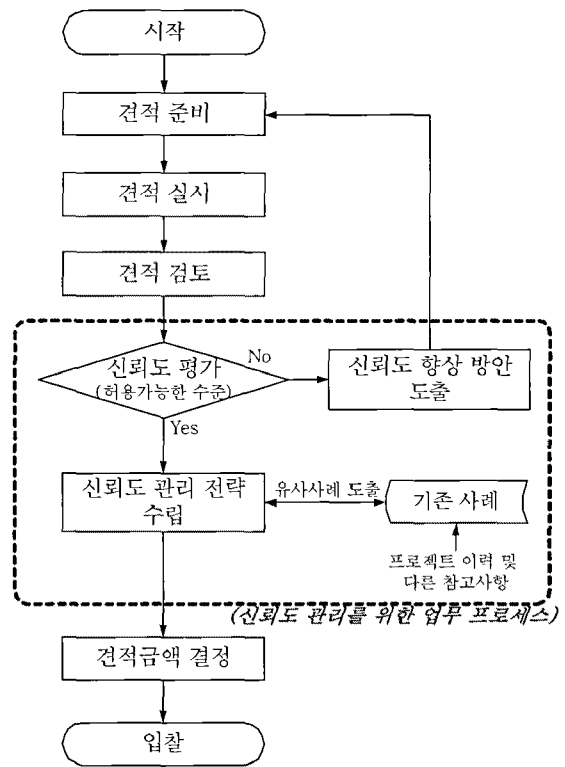 시작
견적 준비
견적 실시
견적 검토
신뢰도 평가
(허용가능한 수준)
No
신뢰도 향상 방안
도출
Yes
신뢰도 관리 전략
수립
유사사례 도출
기존 사례
프로젝트 이력 및
다른 참고사항
(신뢰도 관리를 위한 업무 프로세스)
견적금액 결정
입찰